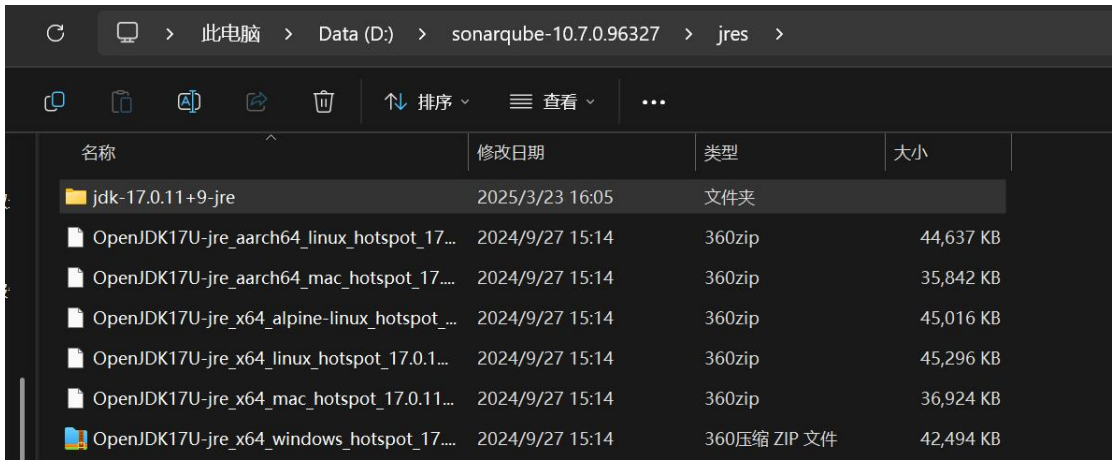 此电脑 > Data (D:) > sonarqube-10.7.0.96327 > jres >
排序 查看 ...
名称 修改日期 类型 大小
jdk-17.0.11+9-jre 2025/3/23 16:05 文件夹
OpenJDK17U-jre_aarch64_linux_hotspot_17... 2024/9/27 15:14 360zip 44,637 KB
OpenJDK17U-jre_aarch64_mac_hotspot_17.... 2024/9/27 15:14 360zip 35,842 KB
OpenJDK17U-jre_x64_alpine-linux_hotspot_... 2024/9/27 15:14 360zip 45,016 KB
OpenJDK17U-jre_x64_linux_hotspot_17.0.1... 2024/9/27 15:14 360zip 45,296 KB
OpenJDK17U-jre_x64_mac_hotspot_17.0.11... 2024/9/27 15:14 360zip 36,924 KB
OpenJDK17U-jre_x64_windows_hotspot_17.... 2024/9/27 15:14 360压缩 ZIP 文件 42,494 KB